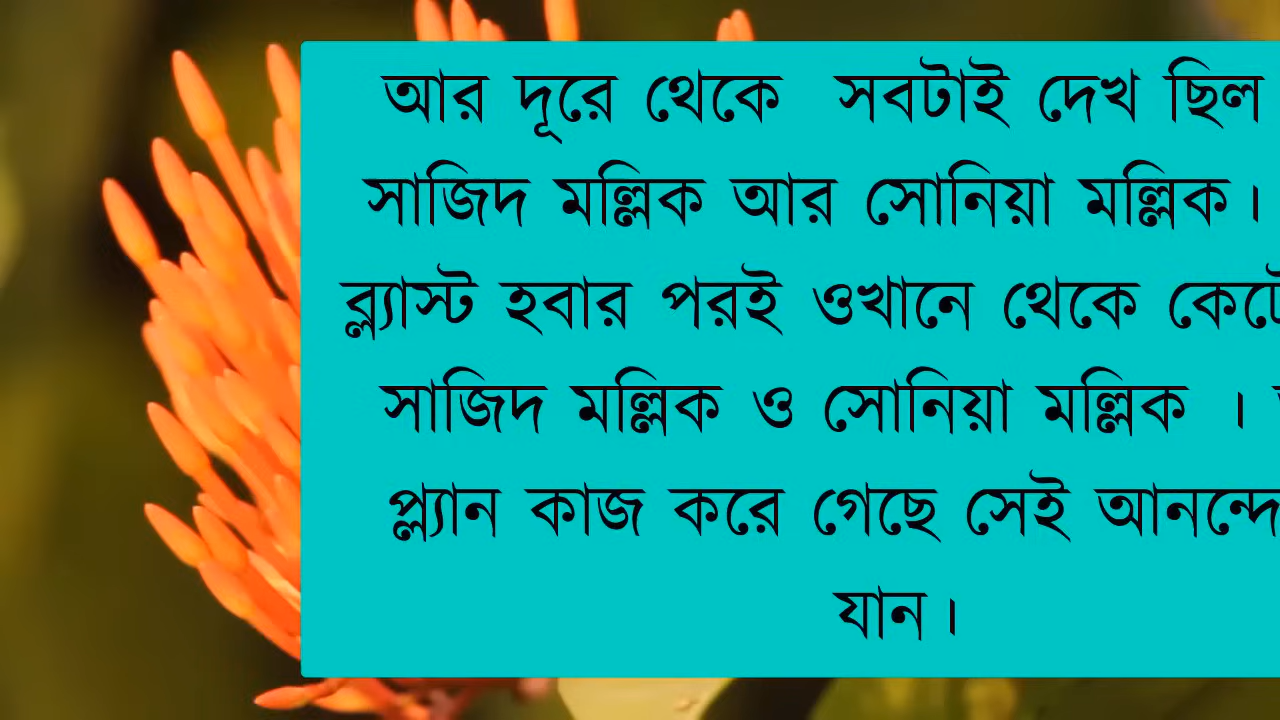 আর দূরে থেকে সবটাই দেখ ছিল
সাজিদ মল্লিক আর সোনিয়া মল্লিক।
ব্ল্যাস্ট হবার পরই ওখানে থেকে
সাজিদ মল্লিক ও সোনিয়া মল্লিক ।
প্ল্যান কাজ করে গেছে সেই
যান।